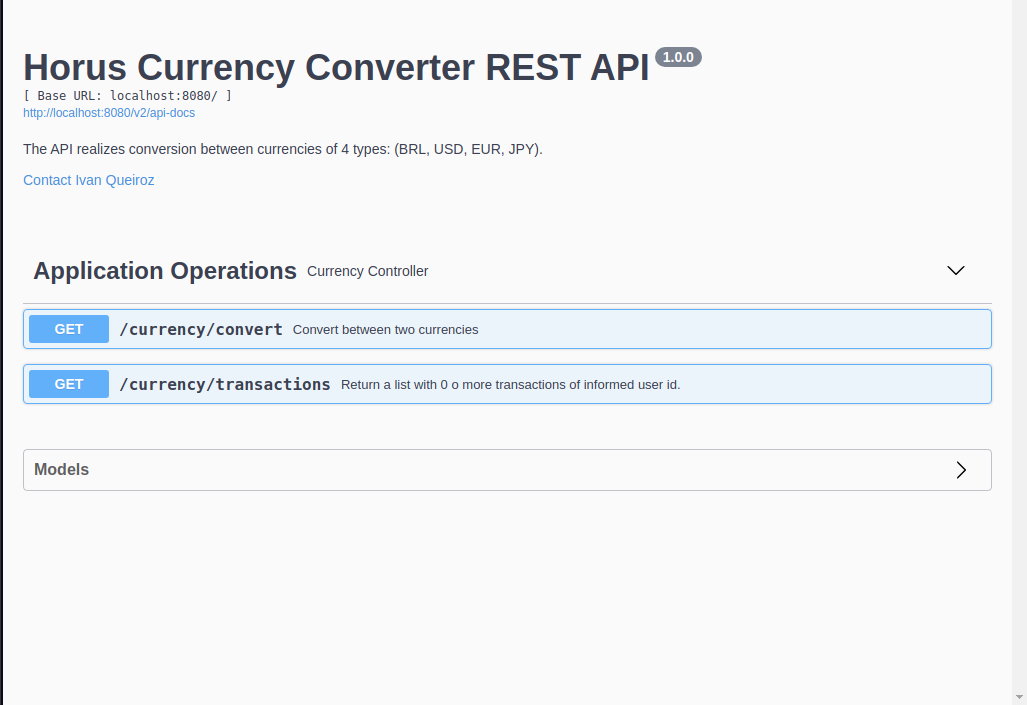 Horus Currency Converter REST API 1.0.0
[ Base URL: localhost:8080/ ]
http://localhost:8080/v2/api-docs
The API realizes conversion between currencies of 4 types: (BRL, USD, EUR, JPY).
Contact Ivan Queiroz
Application Operations Currency Controller
GET /currency/convert Convert between two currencies
GET /currency/transactions Return a list with 0 o more transactions of informed user id.
Models